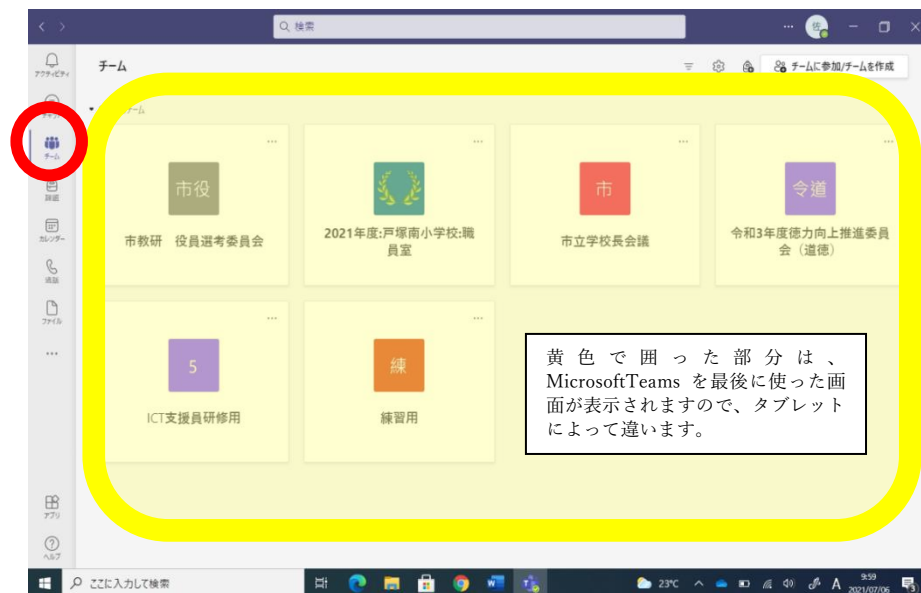 検索
佐
アクティビティ
チーム
チームに参加/チームを作成
チーム
課題
カレンダー
通話
ファイル
市役
市教研　役員選考委員会
2021年度:戸塚南小学校:職
員室
市
市立学校長会議
令道
令和3年度徳力向上推進委員
会（道徳）
5
ICT支援員研修用
練
練習用
黄色で囲った部分は、
MicrosoftTeams を最後に使った画
面が表示されますので、タブレット
によって違います。
アプリ
ヘルプ
ここに入力して検索
23℃
A
9:59
2021/07/06